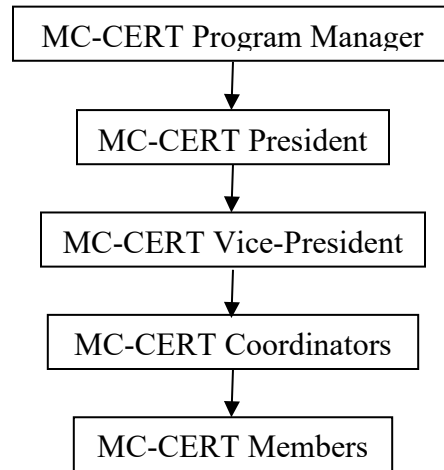 MC-CERT Program Manager
MC-CERT President
MC-CERT Vice-President
MC-CERT Coordinators
MC-CERT Members